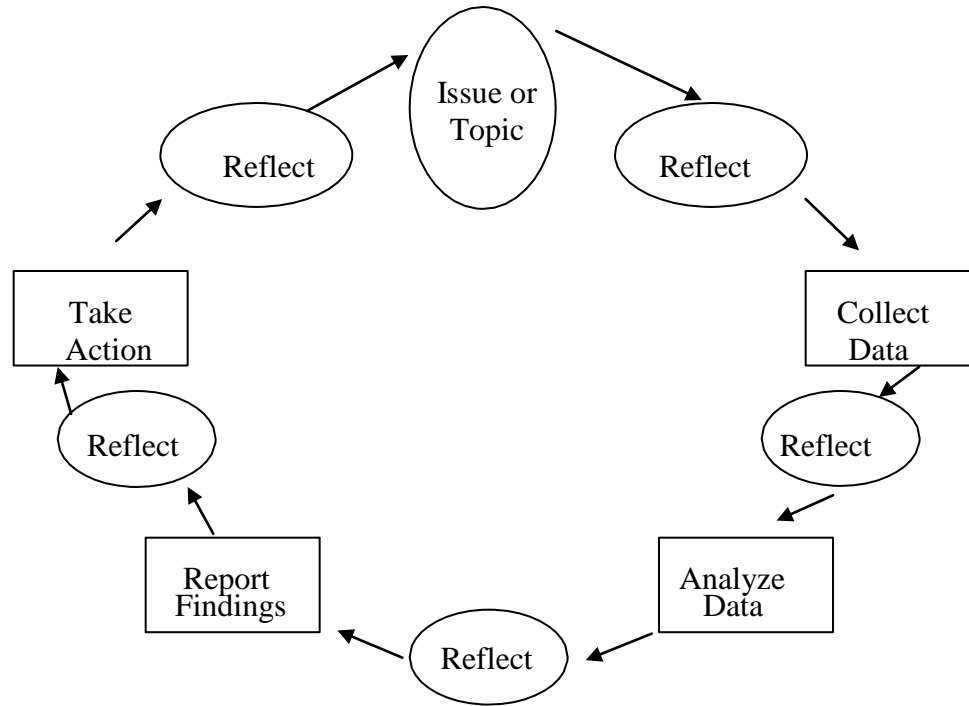 Issue or
Topic
Reflect
Collect
Data
Reflect
Analyze
Data
Reflect
Report
Findings
Reflect
Take
Action
Reflect